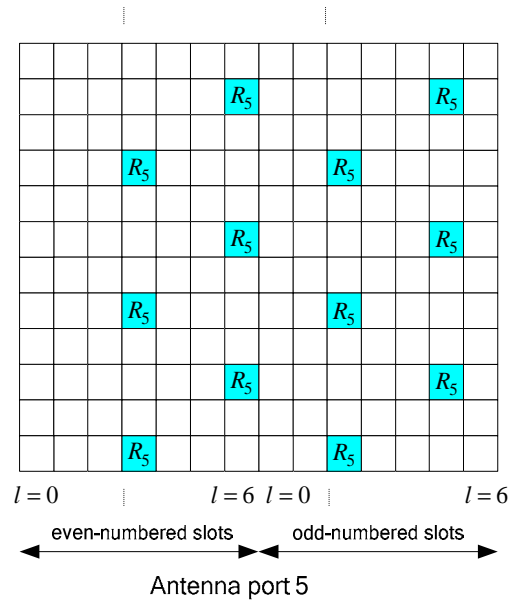 R5 R5
R5 R5
R5 R5
R5 R5
R5 R5
R5 R5
l = 0 l = 6 l = 0 l = 6
even-numbered slots odd-numbered slots
Antenna port 5